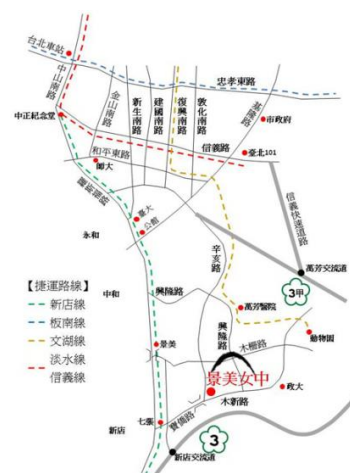 台北車站
中山南路
忠孝東路
金山南路
新生南路
建國南路
復興南路
敦化南路
基隆路
市政府
中正紀念堂
信義路
臺北101
和平東路
師大
羅斯福路
臺大
公館
永和
辛亥路
信義快速道路
萬芳交流道
3甲
【捷運路線】
新店線
板南線
文湖線
淡水線
信義線
中和
興隆路
萬芳醫院
動物園
景美
興隆路
木柵路
景美女中
政大
木新路
七張
寶僑路
新店
3
新店交流道